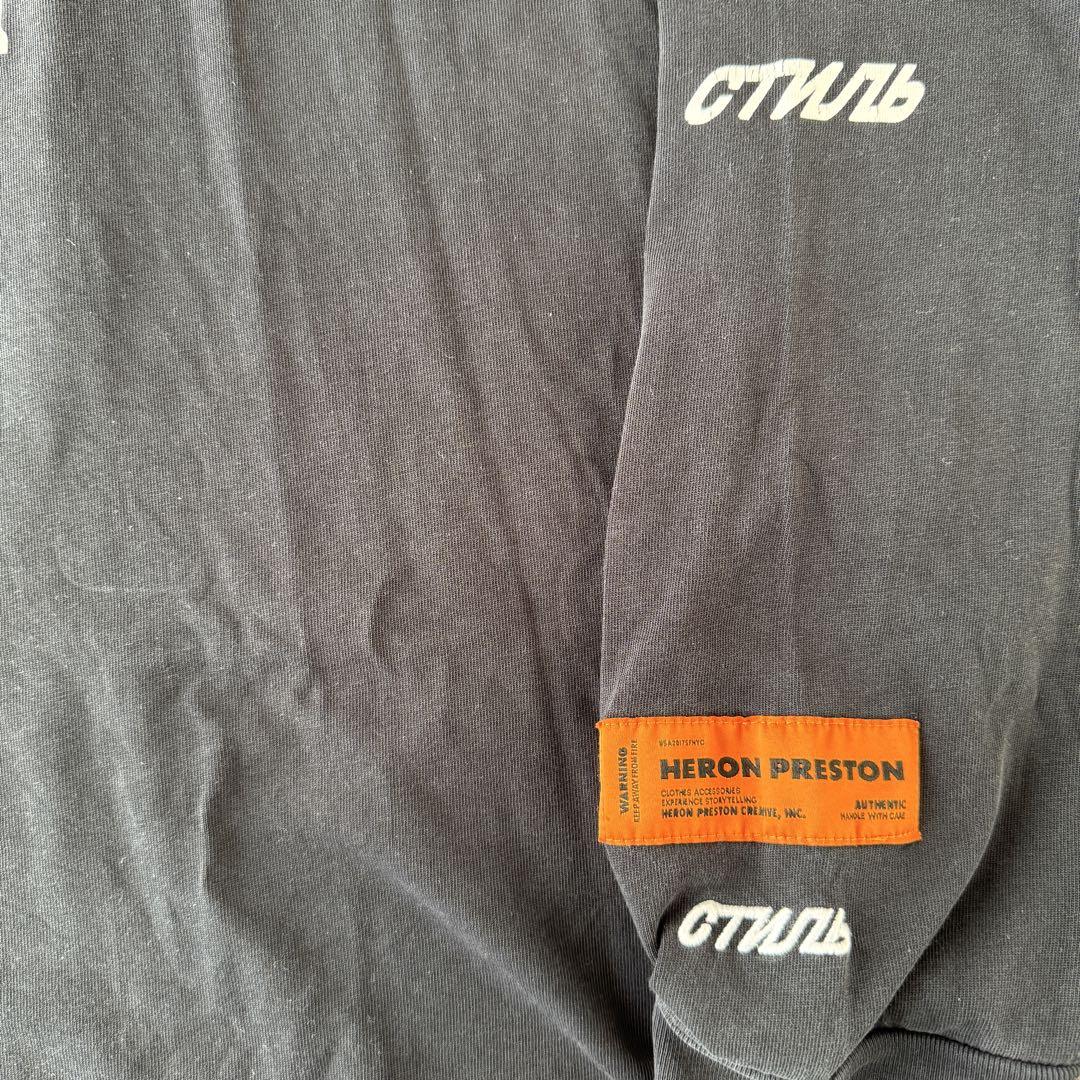 СТИЛЬ
WARNING
KEEP AWAY FROM FIRE
HERON PRESTON
CLOTHES ACCESSORIES
EXPERIENCE STORYTELLING
HERON PRESTON CREATIVE, INC.
AUTHENTIC
HANDLE WITH CARE
СТИЛЬ